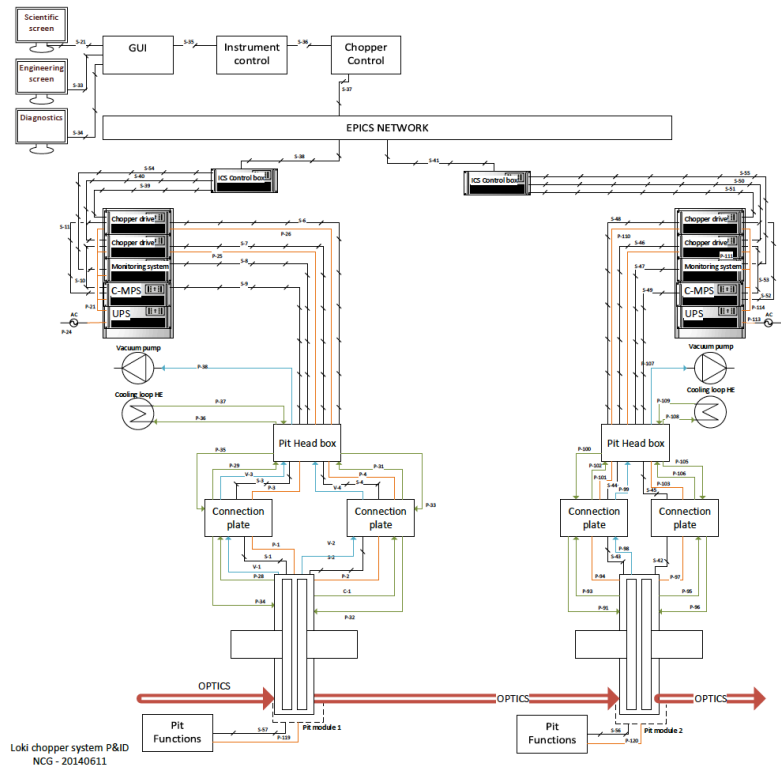 Scientific
screen
S-21
GUI
S-35
Instrument
control
S-36
Chopper
Control
Engineering
screen
S-33
S-37
Diagnostics
S-34
EPICS NETWORK
S-38
S-41
S-54
S-40
S-39
ICS Control box
ICS Control box
S-55
S-50
S-51
S-11
Chopper drive
S-6
P-26
S-48
P-110
Chopper drive
Chopper drive
S-7
P-25
S-46
Chopper drive
P-111
Monitoring system
S-8
S-47
Monitoring system
S-53
S-10
C-MPS
S-9
S-49
C-MPS
S-52
P-21
UPS
UPS
P-114
P-113
AC
P-24
AC
Vacuum pump
P-38
P-107
Vacuum pump
Cooling loop HE
P-37
P-36
Cooling loop HE
P-109
P-108
Pit Head box
Pit Head box
P-35
P-29
V-3
S-3
P-3
P-31
P-4
S-4
V-4
P-33
P-100
P-102
P-101
S-44
P-99
P-105
P-106
P-103
S-45
Connection
plate
Connection
plate
Connection
plate
Connection
plate
P-1
S-1
V-1
P-28
P-34
V-2
S-2
P-2
C-1
P-32
P-98
S-43
S-42
P-94
P-97
P-93
P-95
P-91
P-96
OPTICS
OPTICS
OPTICS
Pit
Functions
S-57
P-119
Pit module 1
Pit
Functions
S-56
P-120
Pit module 2
Loki chopper system P&ID
NCG - 20140611